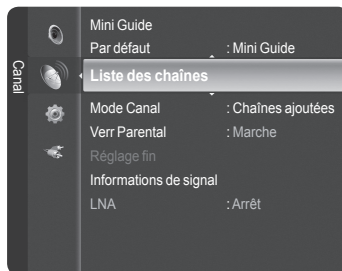 Canal
Mini Guide
Par défaut : Mini Guide
Liste des chaînes
Mode Canal : Chaînes ajoutées
Verr Parental : Marche
Réglage fin
Informations de signal
LNA : Arrêt